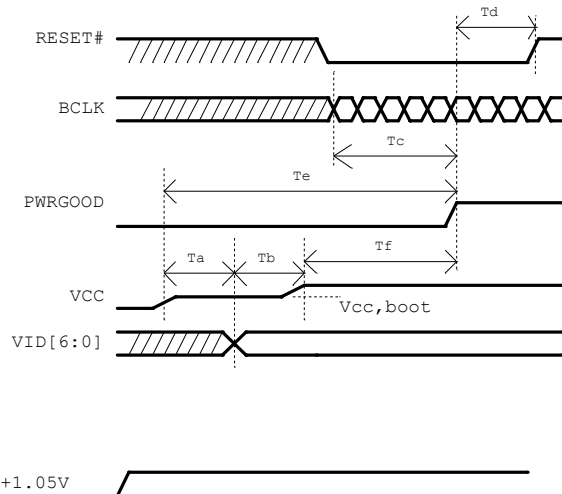 Td
RESET#
BCLK
Tc
Te
PWRGOOD
Tf
Ta
Tb
VCC
Vcc,boot
VID[6:0]
+1.05V